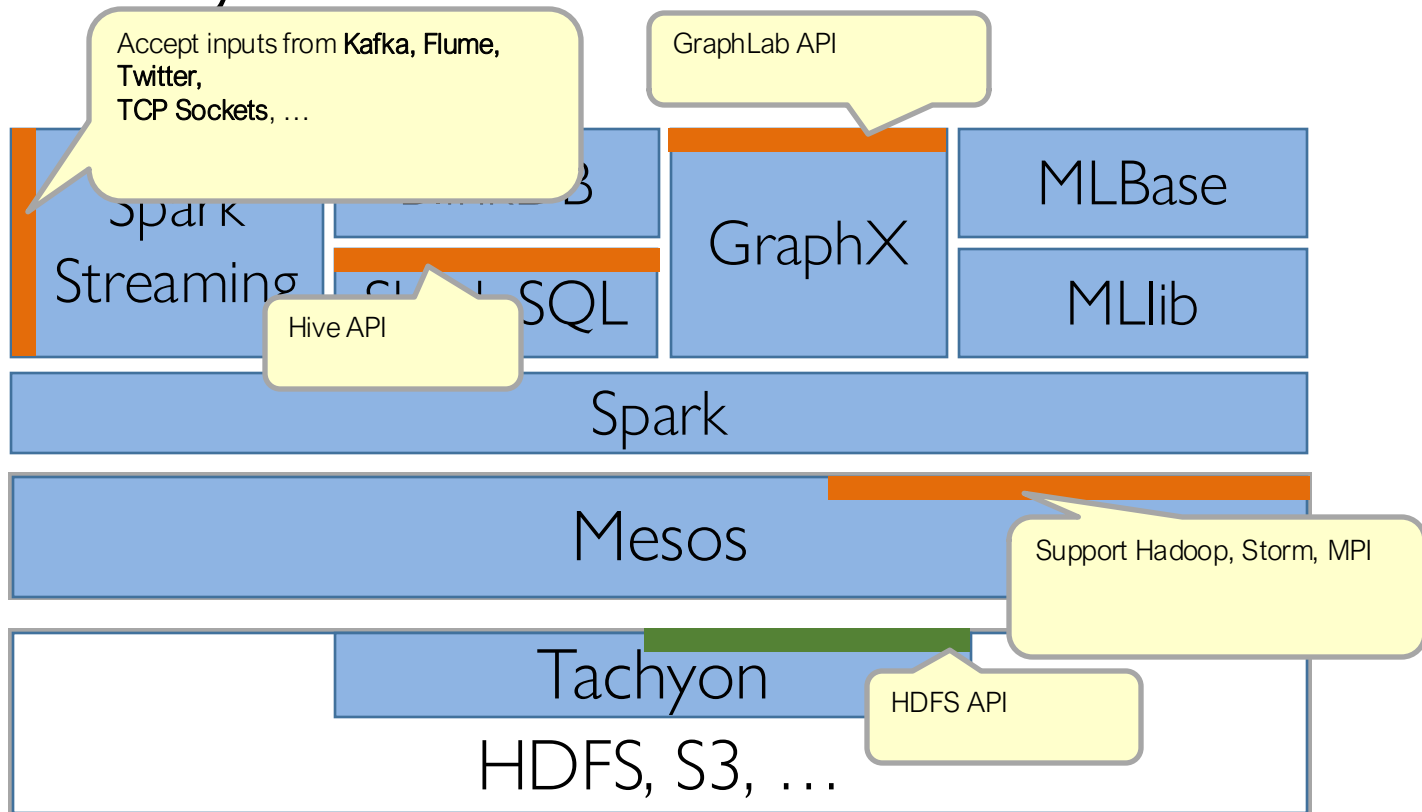 Accept inputs from Kafka, Flume,
Twitter,
TCP Sockets, …
GraphLab API
Spark
Streaming
GraphX
MLBase
SQL
MLlib
Hive API
Spark
Mesos
Support Hadoop, Storm, MPI
Tachyon
HDFS API
HDFS, S3, …